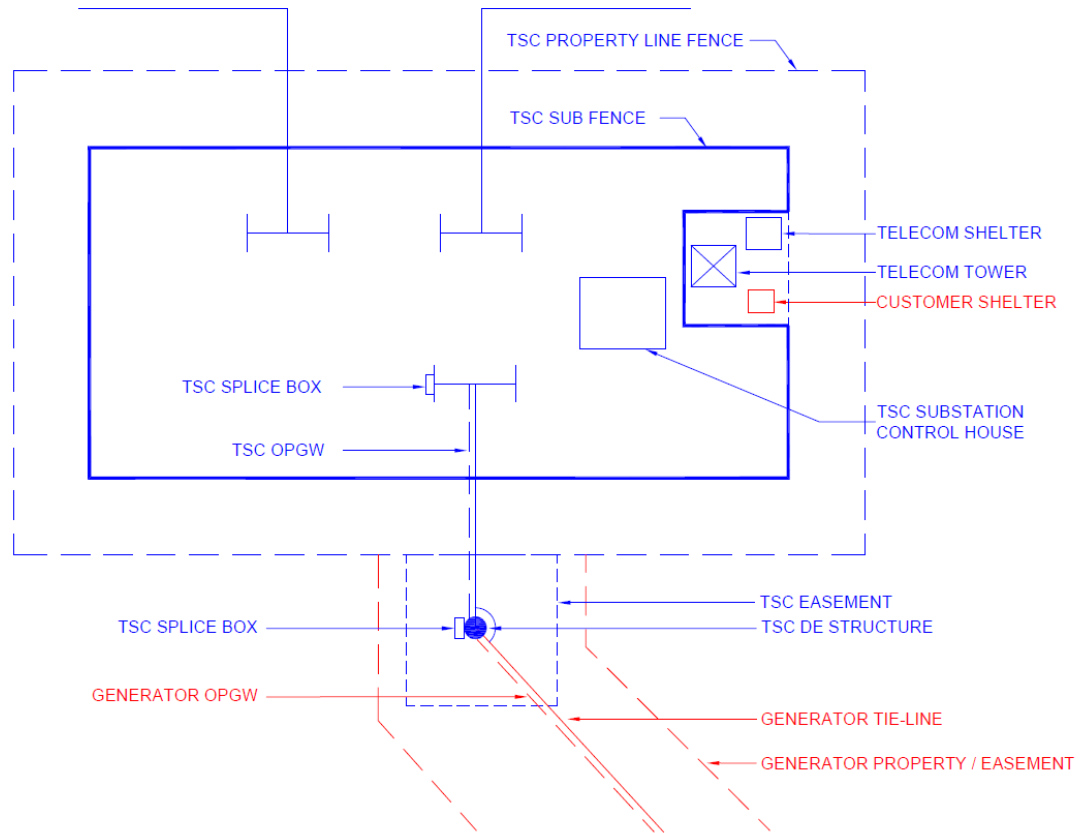 TSC PROPERTY LINE FENCE
TSC SUB FENCE
TELECOM SHELTER
TELECOM TOWER
CUSTOMER SHELTER
TSC SPLICE BOX
TSC SUBSTATION
CONTROL HOUSE
TSC OPGW
TSC EASEMENT
TSC SPLICE BOX
TSC DE STRUCTURE
GENERATOR OPGW
GENERATOR TIE-LINE
GENERATOR PROPERTY / EASEMENT